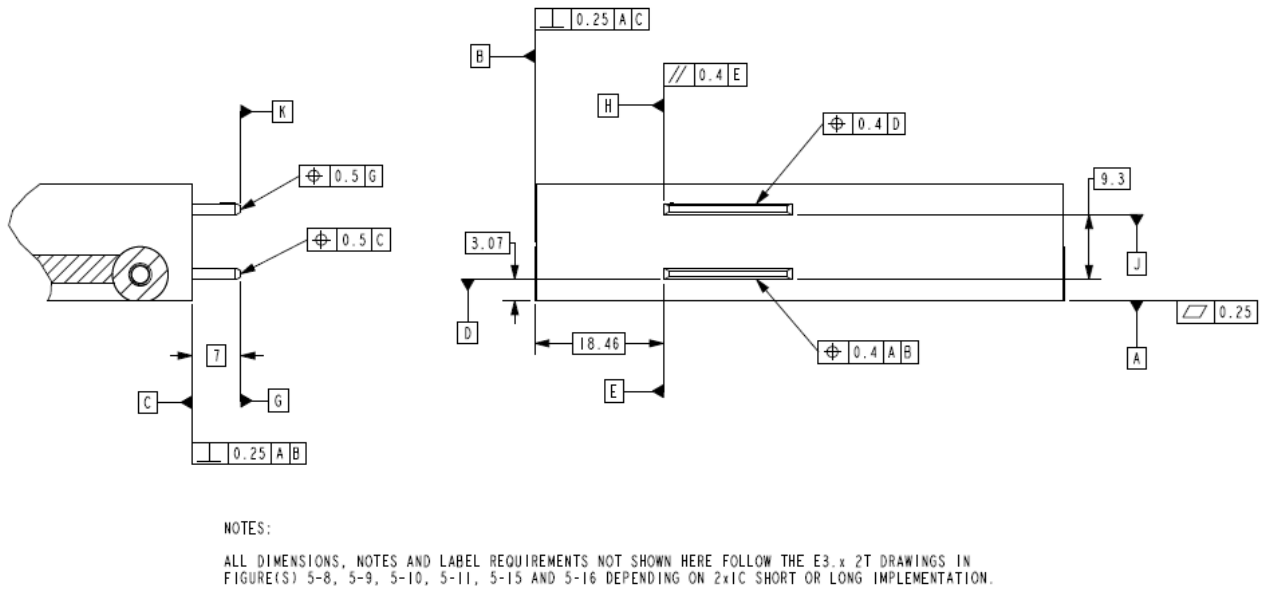 ⟂ 0.25 A C
B
// 0.4 E
H
K
⌖ 0.4 D
⌖ 0.5 G
9.3
⌖ 0.5 C
3.07
J
D
⏥ 0.25
18.46
⌖ 0.4 A B
7
A
E
C
G
⟂ 0.25 A B
NOTES:
ALL DIMENSIONS, NOTES AND LABEL REQUIREMENTS NOT SHOWN HERE FOLLOW THE E3.x 2T DRAWINGS IN
FIGURE(S) 5-8, 5-9, 5-10, 5-11, 5-15 AND 5-16 DEPENDING ON 2x1C SHORT OR LONG IMPLEMENTATION.